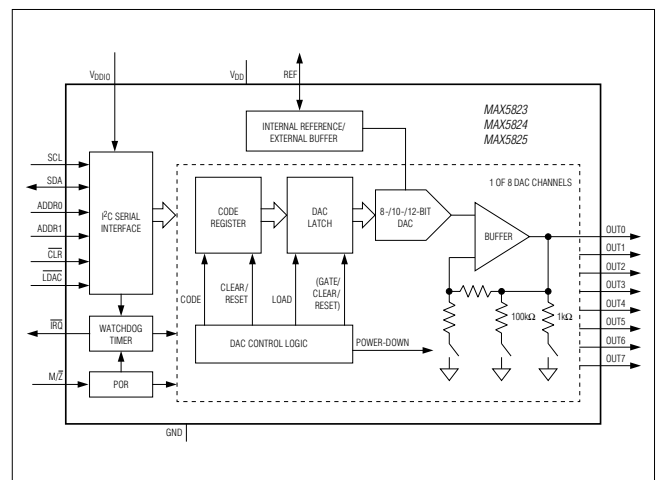 VDDIO
VDD
REF
MAX5823
MAX5824
MAX5825
INTERNAL REFERENCE/
EXTERNAL BUFFER
1 OF 8 DAC CHANNELS
SCL
SDA
ADDR0
ADDR1
CLR
LDAC
I2C SERIAL
INTERFACE
CODE
REGISTER
DAC
LATCH
8-/10-/12-BIT
DAC
BUFFER
OUT0
OUT1
OUT2
OUT3
OUT4
OUT5
OUT6
OUT7
CODE
CLEAR/
RESET
LOAD
(GATE/
CLEAR/
RESET)
100kΩ
1kΩ
IRQ
WATCHDOG
TIMER
DAC CONTROL LOGIC
POWER-DOWN
M/Z
POR
GND